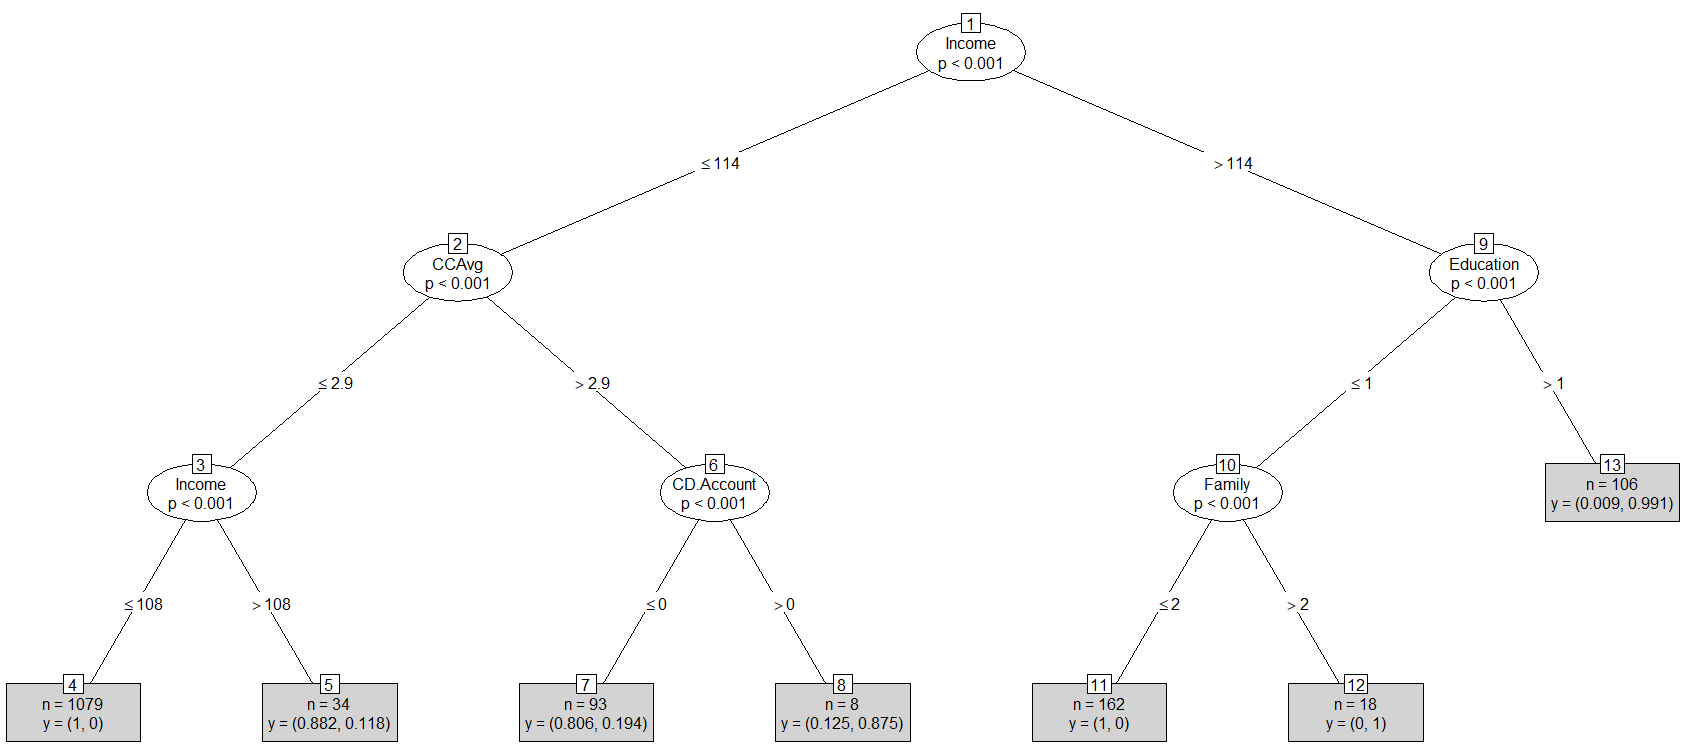 1
Income
p < 0.001
≤ 114
> 114
2
CCAvg
p < 0.001
9
Education
p < 0.001
≤ 2.9
> 2.9
≤ 1
> 1
3
Income
p < 0.001
6
CD.Account
p < 0.001
10
Family
p < 0.001
13
n = 106
y = (0.009, 0.991)
≤ 108
> 108
≤ 0
> 0
≤ 2
> 2
4
n = 1079
y = (1, 0)
5
n = 34
y = (0.882, 0.118)
7
n = 93
y = (0.806, 0.194)
8
n = 8
y = (0.125, 0.875)
11
n = 162
y = (1, 0)
12
n = 18
y = (0, 1)